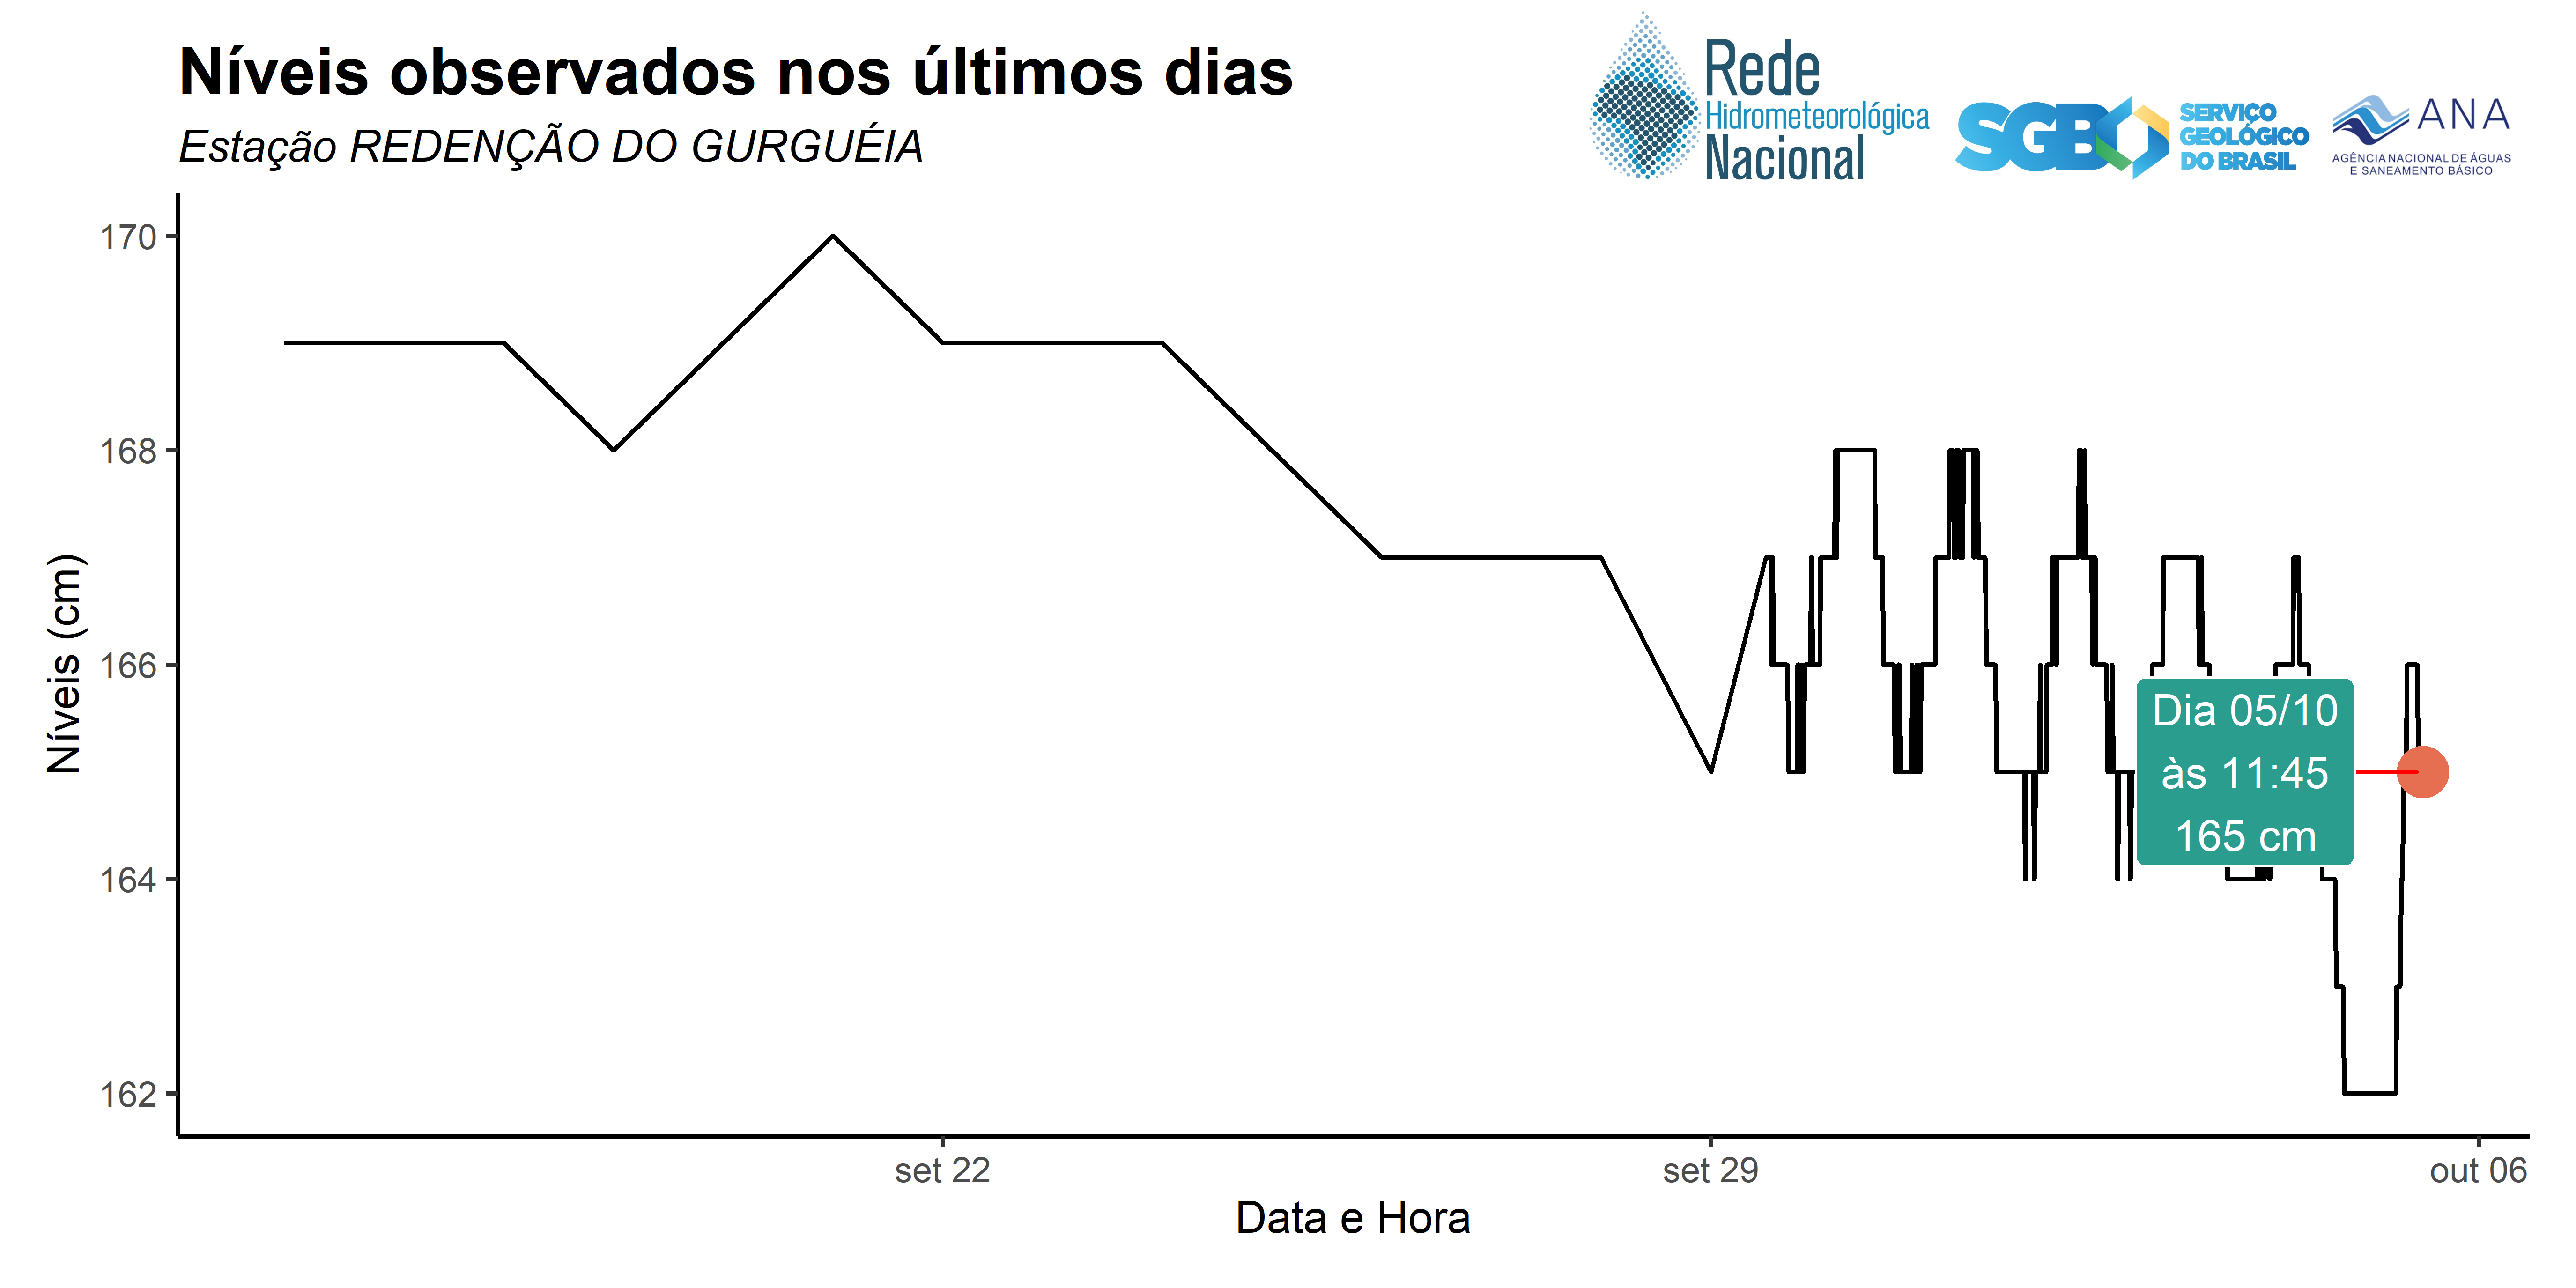 Níveis observados nos últimos dias
Estação REDENÇÃO DO GURGUÉIA
Rede
Hidrometeorológica
Nacional
SGB
SERVIÇO
GEOLÓGICO
DO BRASIL
ANA
AGÊNCIA NACIONAL DE ÁGUAS
E SANEAMENTO BÁSICO
Níveis (cm)
170
168
166
164
162
Dia 05/10
às 11:45
165 cm
set 22
set 29
out 06
Data e Hora